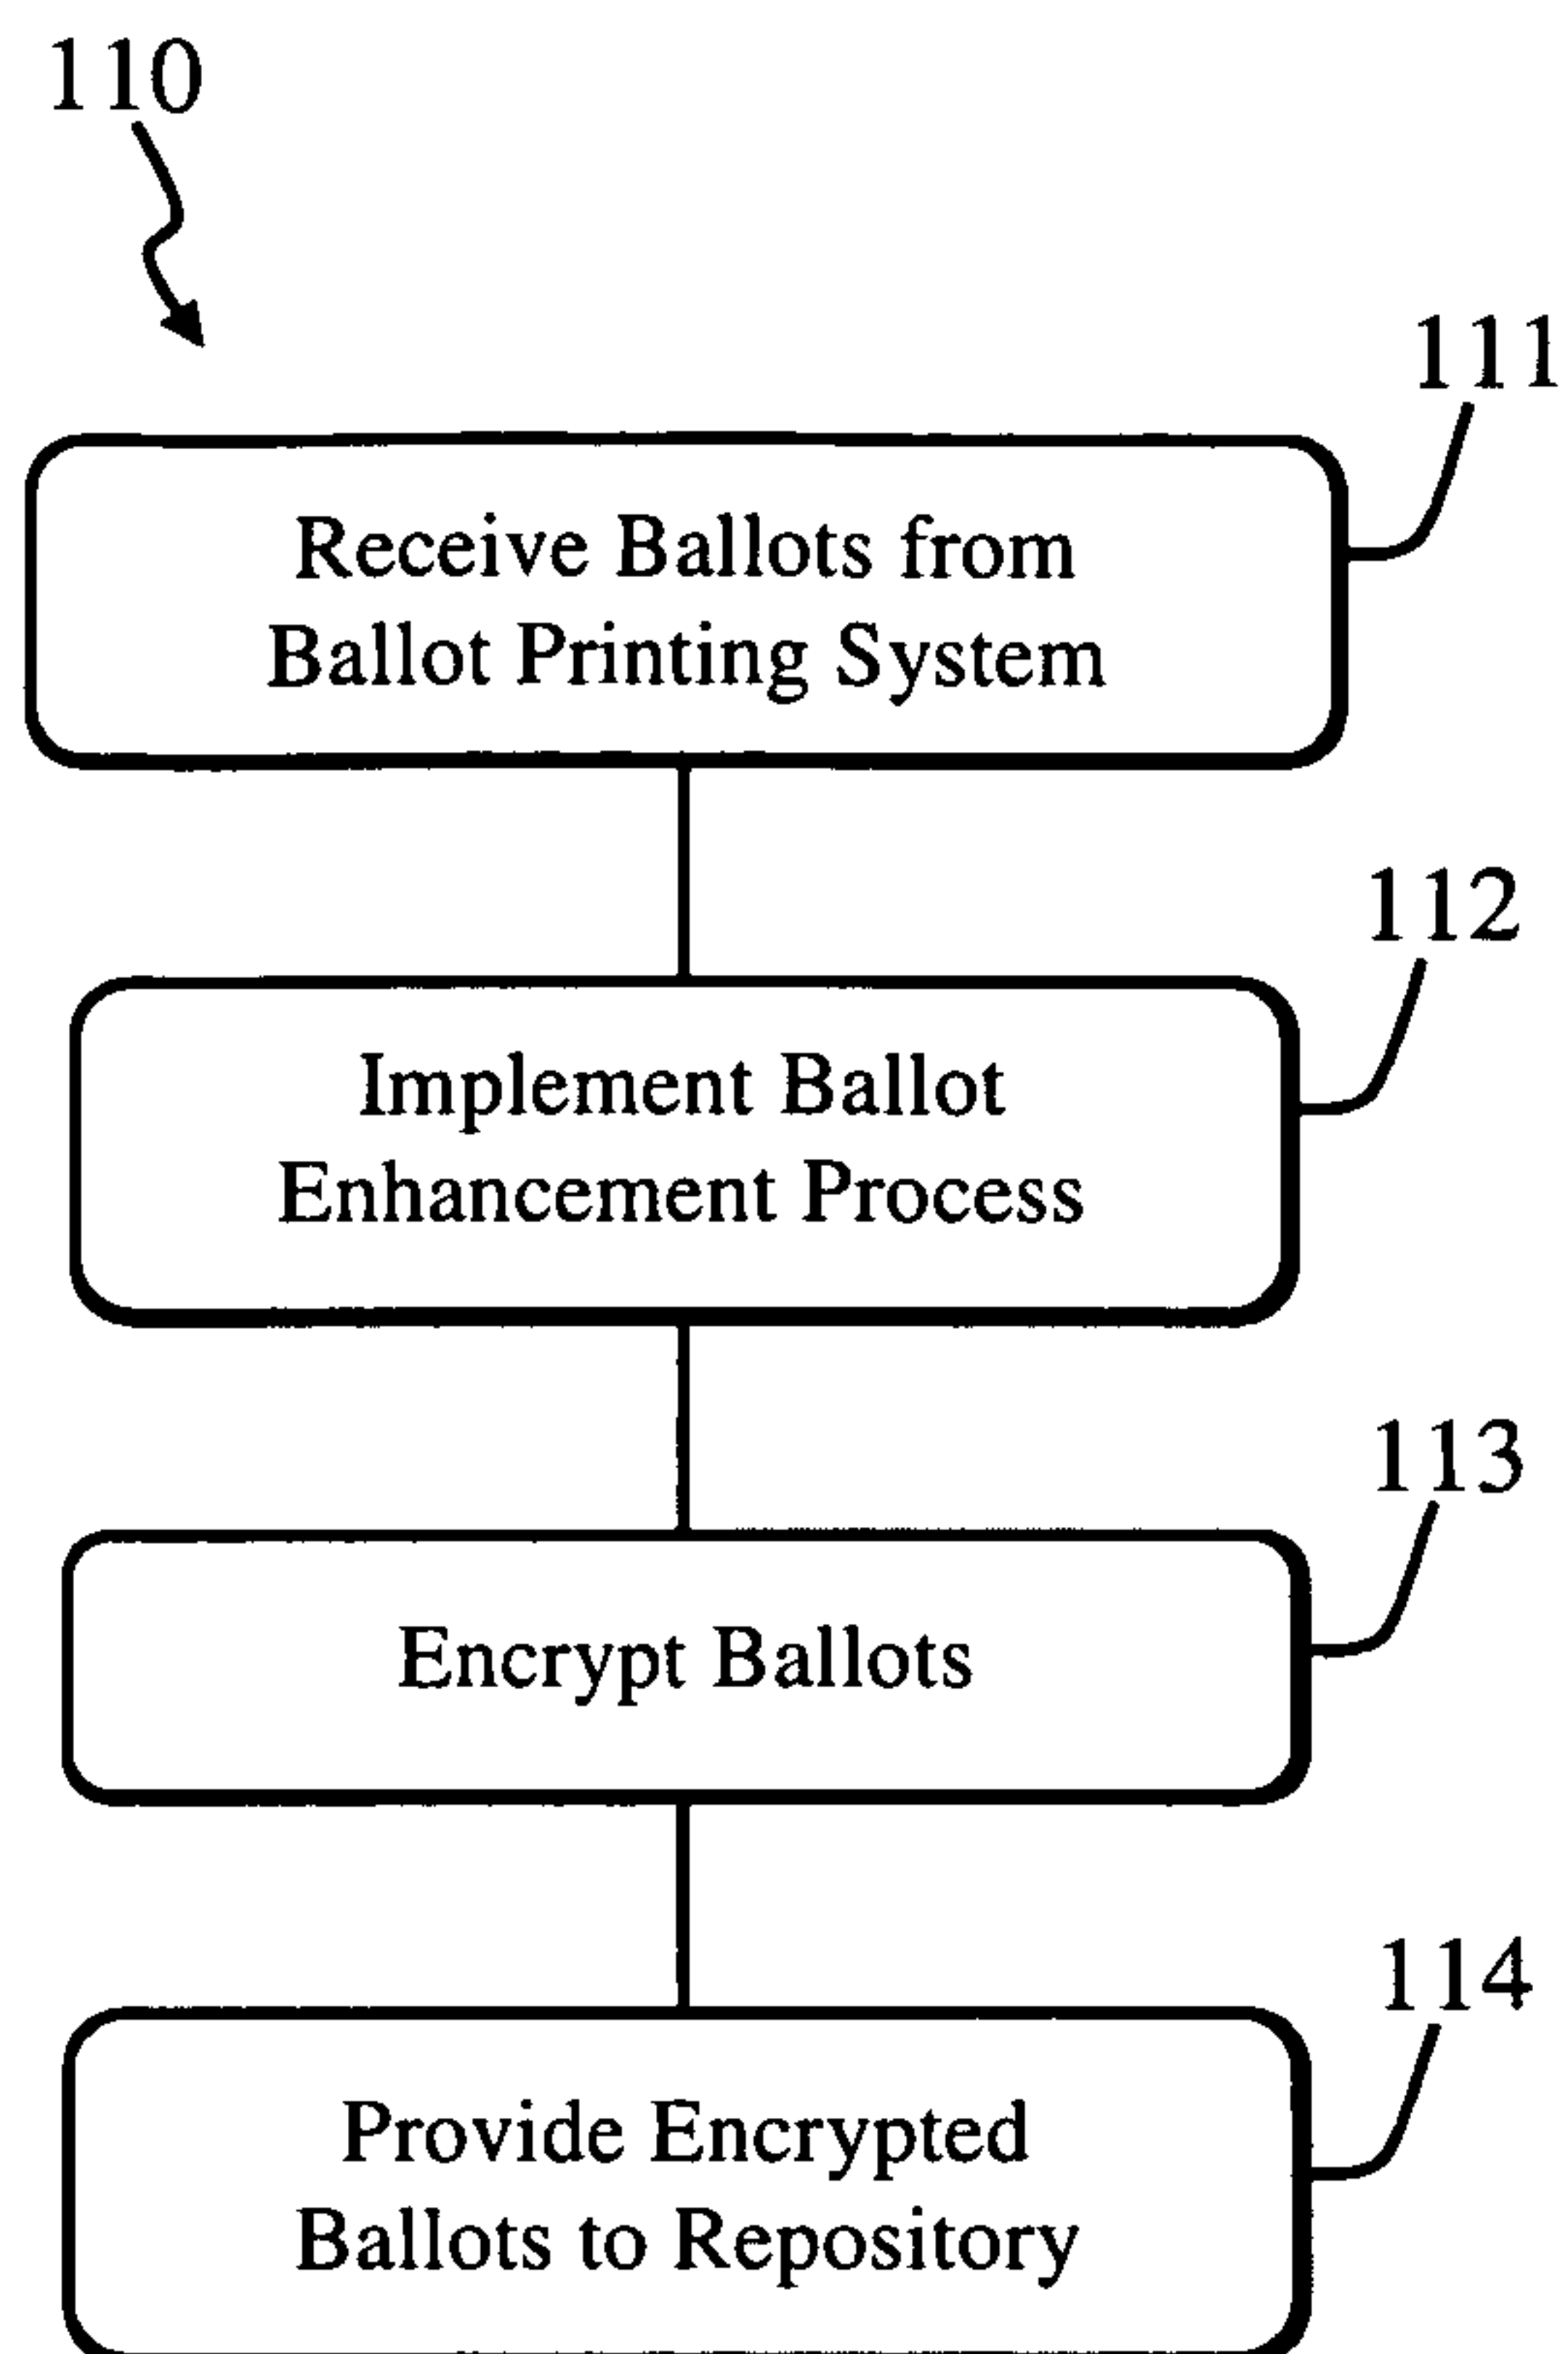 110
111
Receive Ballots from
Ballot Printing System
112
Implement Ballot
Enhancement Process
113
Encrypt Ballots
114
Provide Encrypted
Ballots to Repository